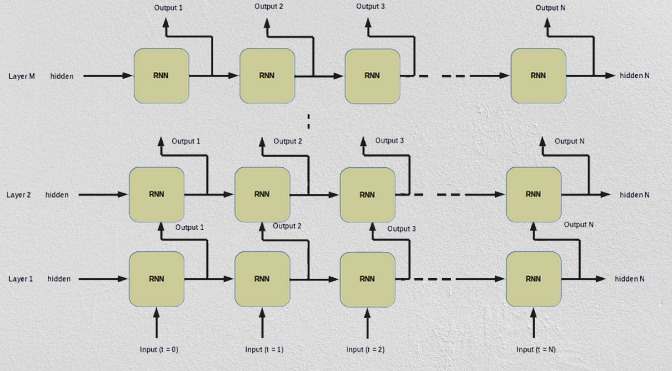 Output 1 Output 2 Output 3 Output N
Layer M hidden RNN RNN RNN RNN hidden N
Output 1 Output 2 Output 3 Output N
Layer 2 hidden RNN RNN RNN RNN hidden N
Output 1 Output 2 Output 3 Output N
Layer 1 hidden RNN RNN RNN RNN hidden N
Input (t = 0) Input (t = 1) Input (t = 2) Input (t = N)